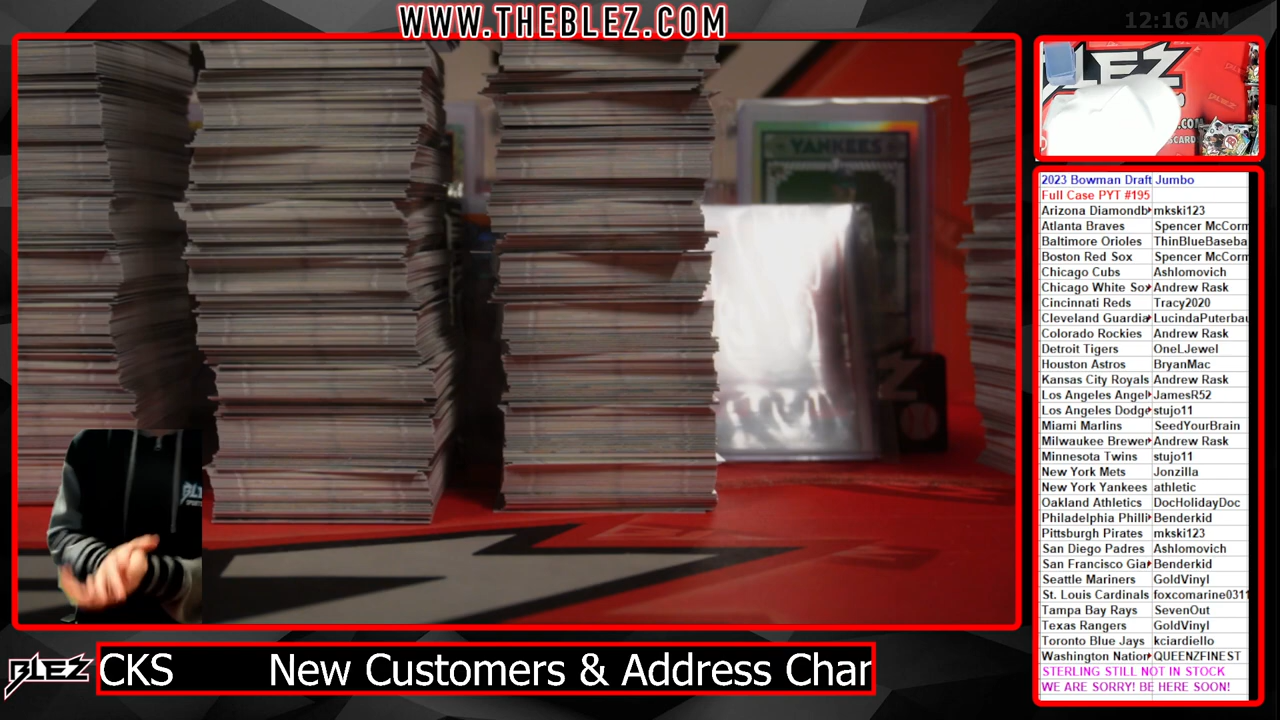 WWW.THEBLEZ.COM
12:16 AM
YANKEES
BLEZ
2023 Bowman Draft Jumbo
Full Case PYT #195
Arizona Diamondb mkski123
Atlanta Braves Spencer McCorm
Baltimore Orioles ThinBlueBaseba
Boston Red Sox Spencer McCorm
Chicago Cubs Ashlomovich
Chicago White Sox Andrew Rask
Cincinnati Reds Tracy2020
Cleveland Guardia LucindaPuterbau
Colorado Rockies Andrew Rask
Detroit Tigers OneLJewel
Houston Astros BryanMac
Kansas City Royals Andrew Rask
Los Angeles Angel JamesR52
Los Angeles Dodge stujo11
Miami Marlins SeedYourBrain
Milwaukee Brewer Andrew Rask
Minnesota Twins stujo11
New York Mets Jonzilla
New York Yankees athletic
Oakland Athletics DocHolidayDoc
Philadelphia Philli Benderkid
Pittsburgh Pirates mkski123
San Diego Padres Ashlomovich
San Francisco Gia Benderkid
Seattle Mariners GoldVinyl
St. Louis Cardinals foxcomarine0311
Tampa Bay Rays SevenOut
Texas Rangers GoldVinyl
Toronto Blue Jays kciardiello
Washington Nation QUEENZFINEST
STERLING STILL NOT IN STOCK
WE ARE SORRY! BE HERE SOON!
BLEZ
CKS New Customers & Address Char